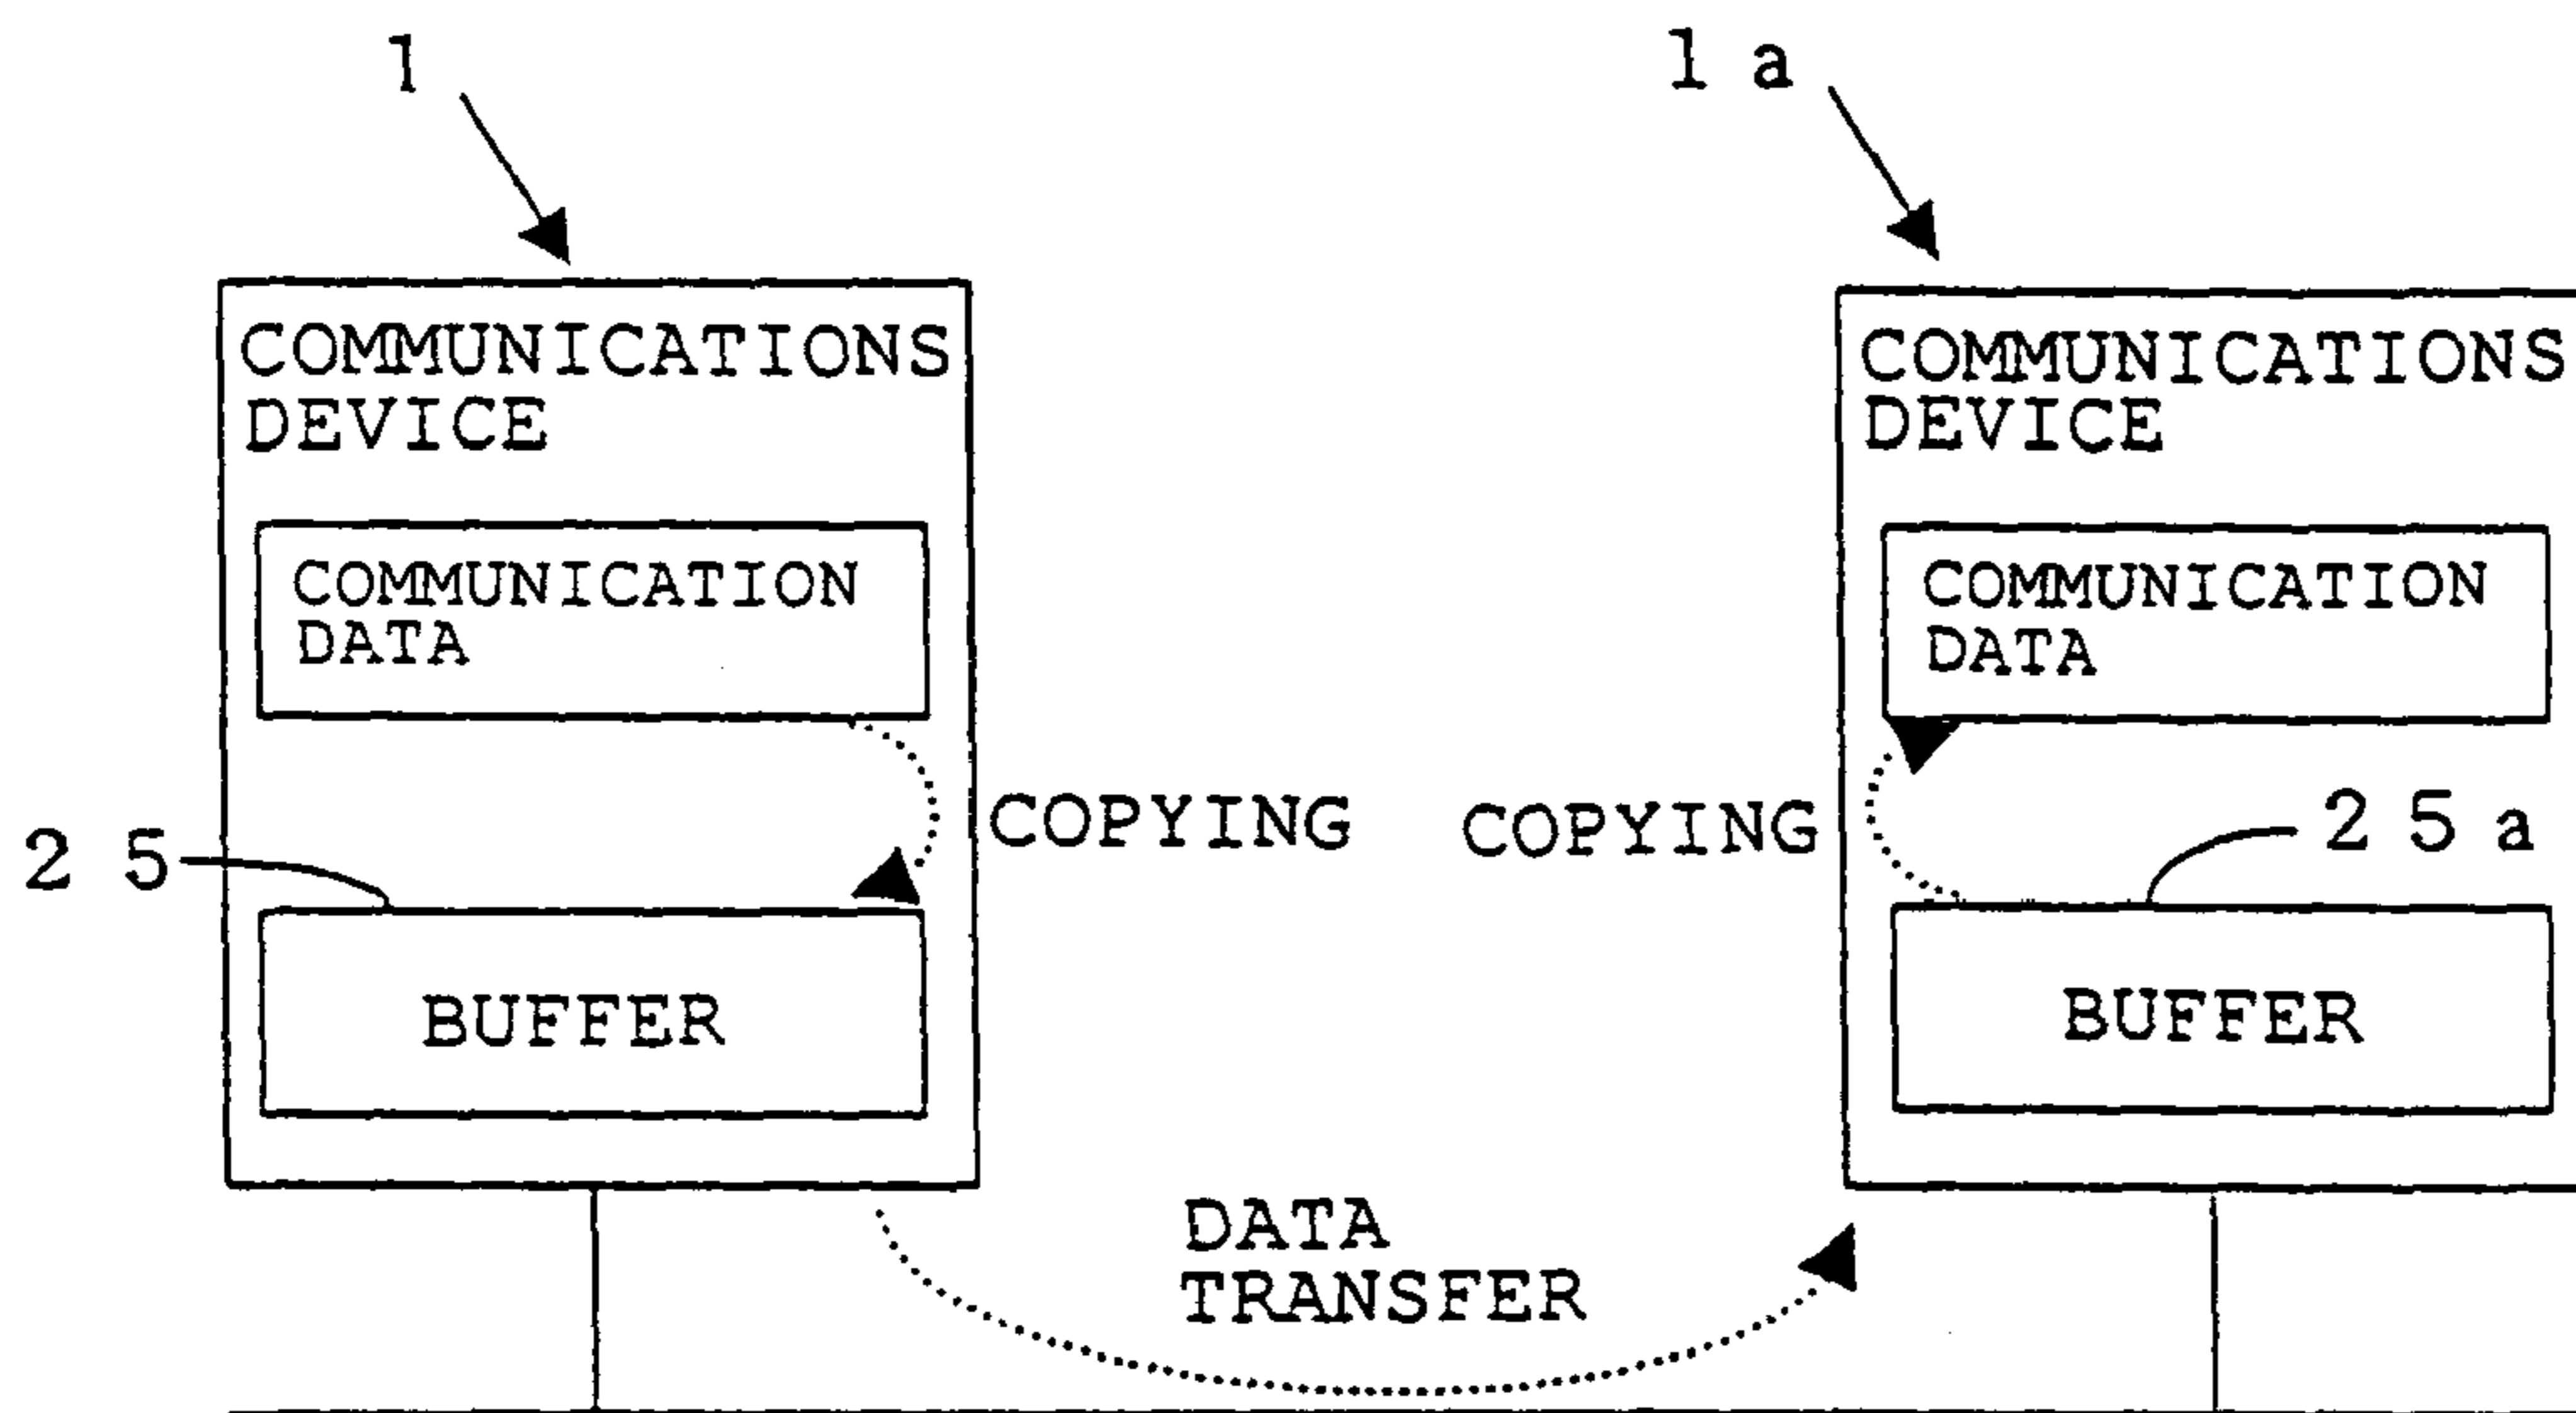 1
1 a
COMMUNICATIONS
DEVICE
COMMUNICATION
DATA
COPYING
2 5
BUFFER
COMMUNICATIONS
DEVICE
COMMUNICATION
DATA
COPYING
2 5 a
BUFFER
DATA
TRANSFER